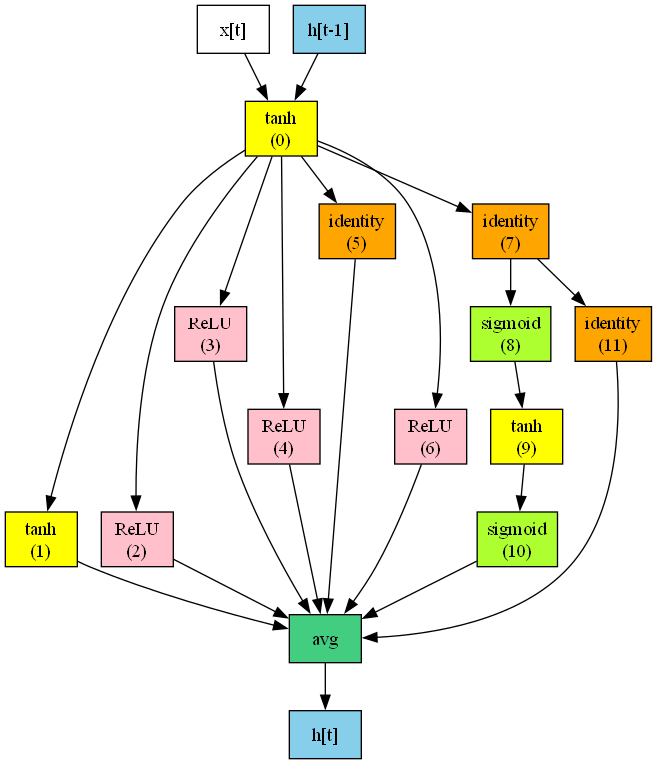 x[t]
h[t-1]
tanh
(0)
identity
(5)
identity
(7)
ReLU
(3)
sigmoid
(8)
identity
(11)
ReLU
(4)
ReLU
(6)
tanh
(9)
tanh
(1)
ReLU
(2)
sigmoid
(10)
avg
h[t]